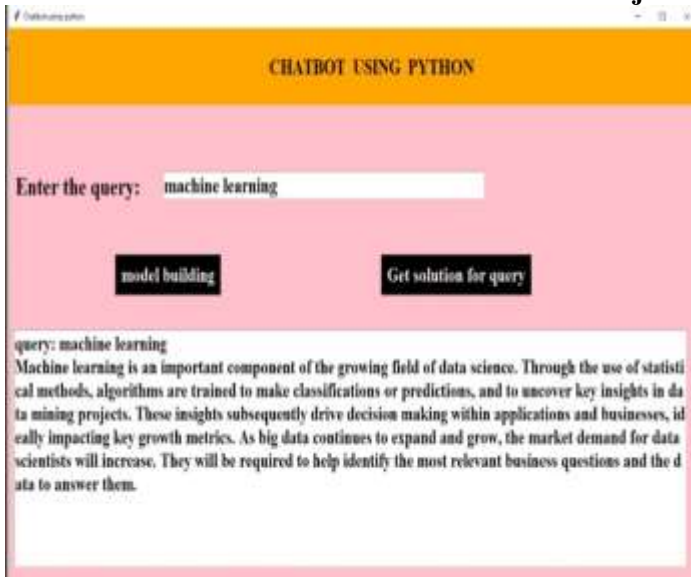 Chatbot using python
CHATBOT USING PYTHON
Enter the query: machine learning
model building Get solution for query
query: machine learning
Machine learning is an important component of the growing field of data science. Through the use of statisti
cal methods, algorithms are trained to make classifications or predictions, and to uncover key insights in da
ta mining projects. These insights subsequently drive decision making within applications and businesses, id
eally impacting key growth metrics. As big data continues to expand and grow, the market demand for data
scientists will increase. They will be required to help identify the most relevant business questions and the d
ata to answer them.